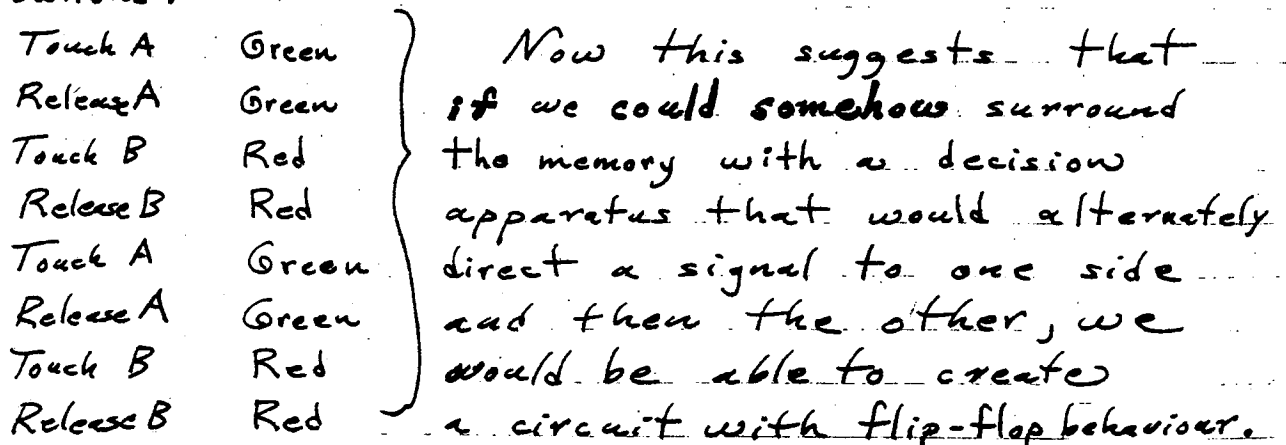 Touch A Green
Release A Green
Touch B Red
Release B Red
Touch A Green
Release A Green
Touch B Red
Release B Red
Now this suggests that
if we could somehow surround
the memory with a decision
apparatus that would alternately
direct a signal to one side
and then the other, we
would be able to create
a circuit with flip-flop behaviour.